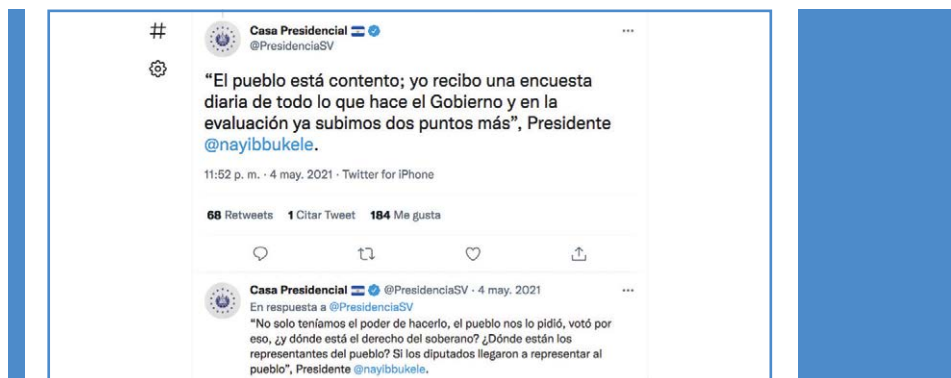 Casa Presidencial
@PresidenciaSV
“El pueblo está contento; yo recibo una encuesta
diaria de todo lo que hace el Gobierno y en la
evaluación ya subimos dos puntos más”, Presidente
@nayibbukele.
11:52 p. m. · 4 may. 2021 · Twitter for iPhone
68 Retweets 1 Citar Tweet 184 Me gusta
Casa Presidencial @PresidenciaSV · 4 may. 2021
En respuesta a @PresidenciaSV
“No solo teníamos el poder de hacerlo, el pueblo nos lo pidió, votó por
eso, ¿y dónde está el derecho del soberano? ¿Dónde están los
representantes del pueblo? Si los diputados llegaron a representar al
pueblo”, Presidente @nayibbukele.